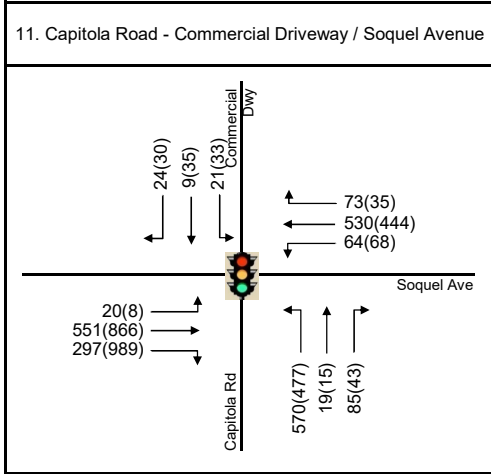 11. Capitola Road - Commercial Driveway / Soquel Avenue
Commercial
Dwy
24(30)
9(35)
21(33)
73(35)
530(444)
64(68)
Soquel Ave
20(8)
551(866)
297(989)
Capitola Rd
570(477)
19(15)
85(43)